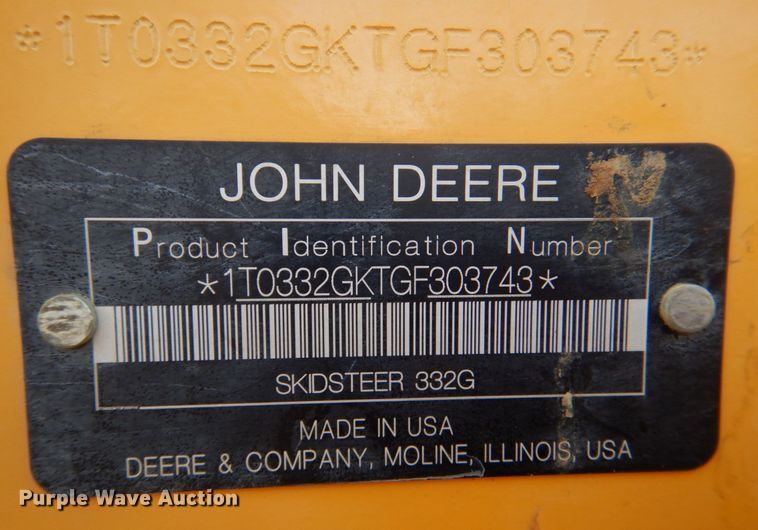 *1T0332GKTGF303743*
JOHN DEERE
Product Identification Number
*1T0332GKTGF303743*
SKIDSTEER 332G
MADE IN USA
DEERE & COMPANY, MOLINE, ILLINOIS, USA
Purple Wave Auction